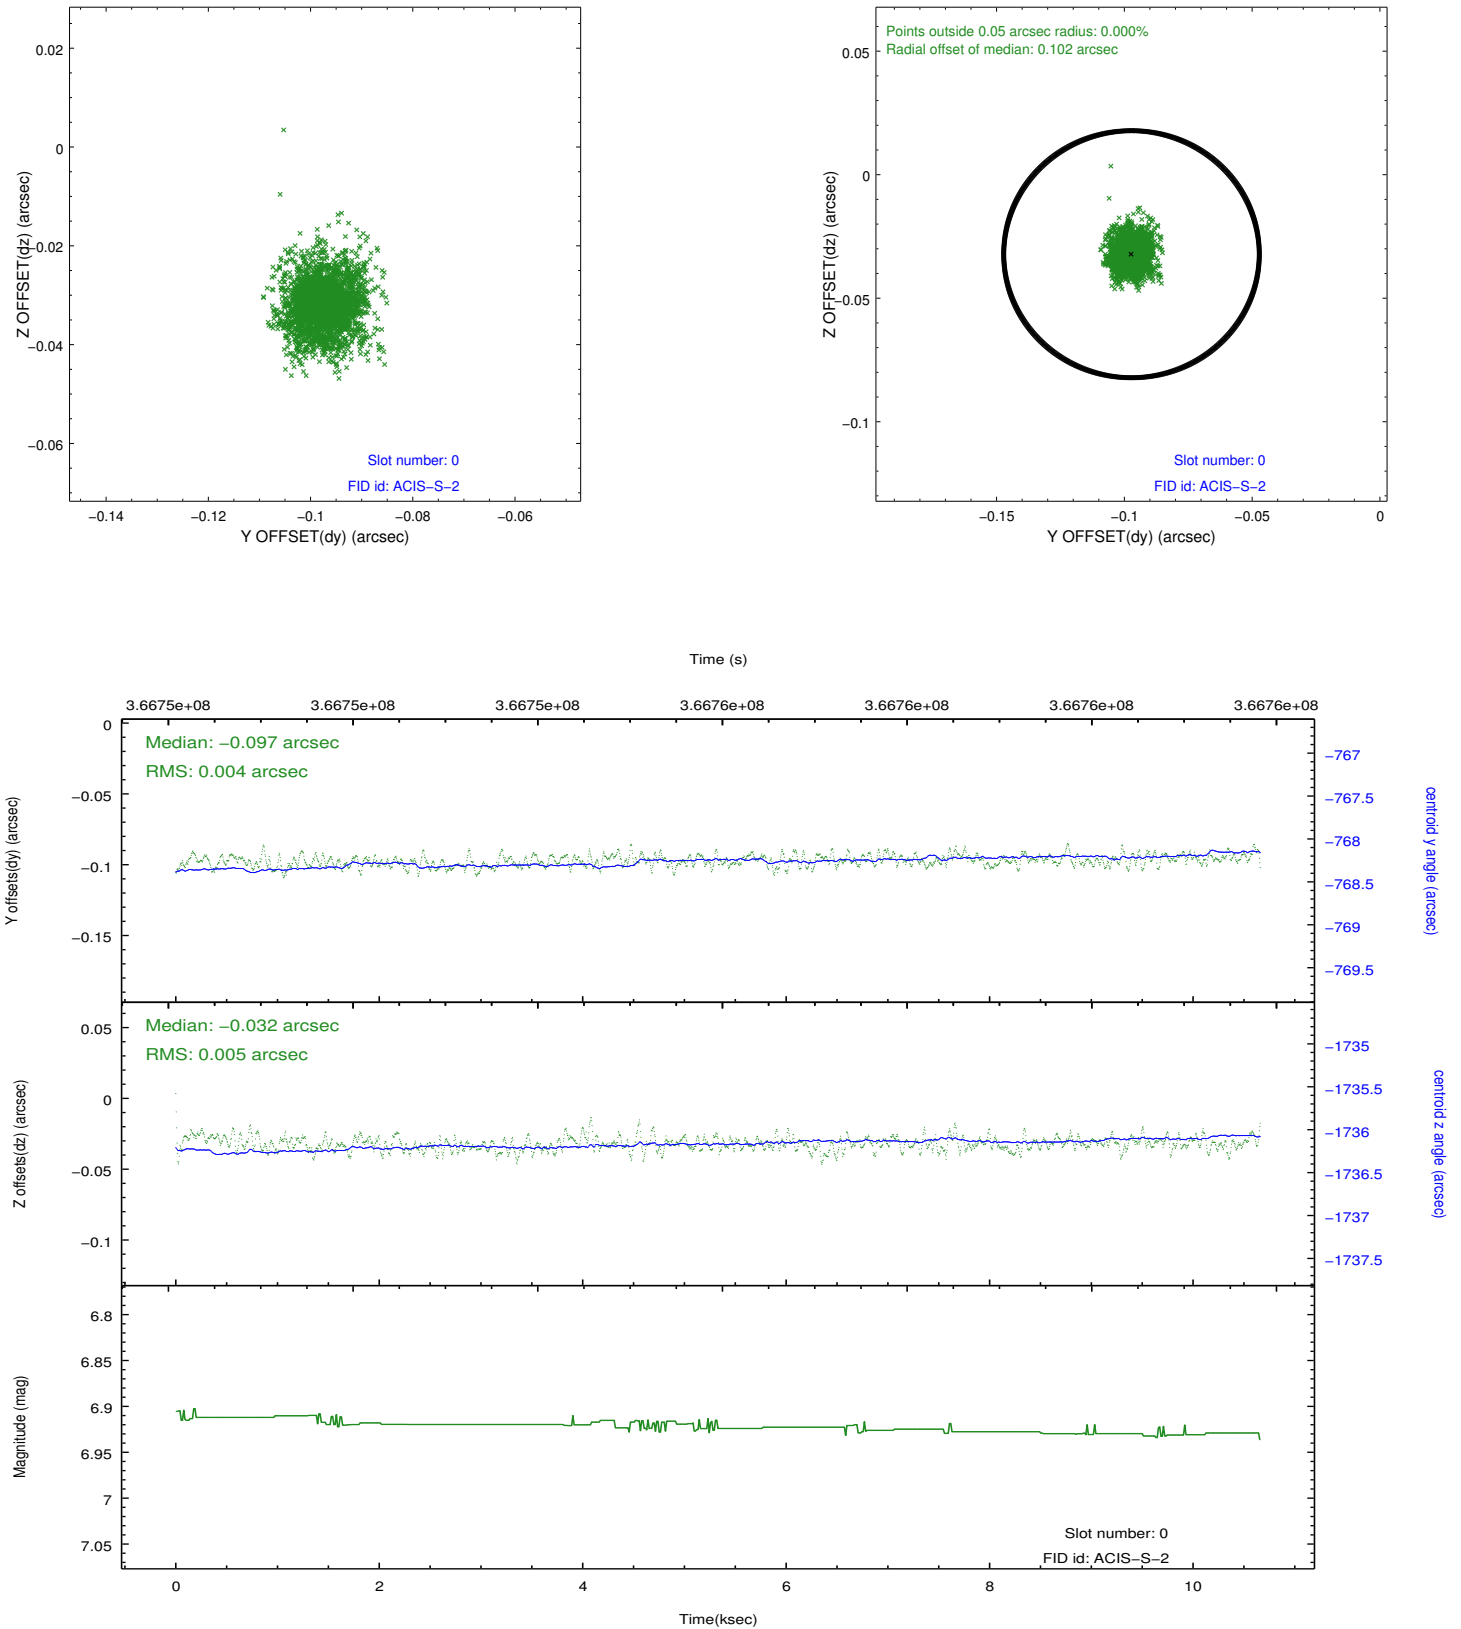 0.02
0
−0.02
−0.04
−0.06
Z OFFSET(dz) (arcsec)
Slot number: 0
FID id: ACIS−S−2
−0.14
−0.12
−0.1
−0.08
−0.06
Y OFFSET(dy) (arcsec)
Points outside 0.05 arcsec radius: 0.000%
Radial offset of median: 0.102 arcsec
0.05
0
−0.05
−0.1
Z OFFSET(dz) (arcsec)
Slot number: 0
FID id: ACIS−S−2
−0.15
−0.1
−0.05
0
Y OFFSET(dy) (arcsec)
Time (s)
3.6675e+08
3.6675e+08
3.6675e+08
3.6676e+08
3.6676e+08
3.6676e+08
3.6676e+08
Median: −0.097 arcsec
RMS: 0.004 arcsec
0
−0.05
−0.1
−0.15
Y offsets(dy) (arcsec)
−767
−767.5
−768
−768.5
−769
−769.5
centroid y angle (arcsec)
Median: −0.032 arcsec
RMS: 0.005 arcsec
0.05
0
−0.05
−0.1
Z offsets(dz) (arcsec)
−1735
−1735.5
−1736
−1736.5
−1737
−1737.5
centroid z angle (arcsec)
6.8
6.85
6.9
6.95
7
7.05
Magnitude (mag)
Slot number: 0
FID id: ACIS−S−2
0
2
4
6
8
10
Time(ksec)